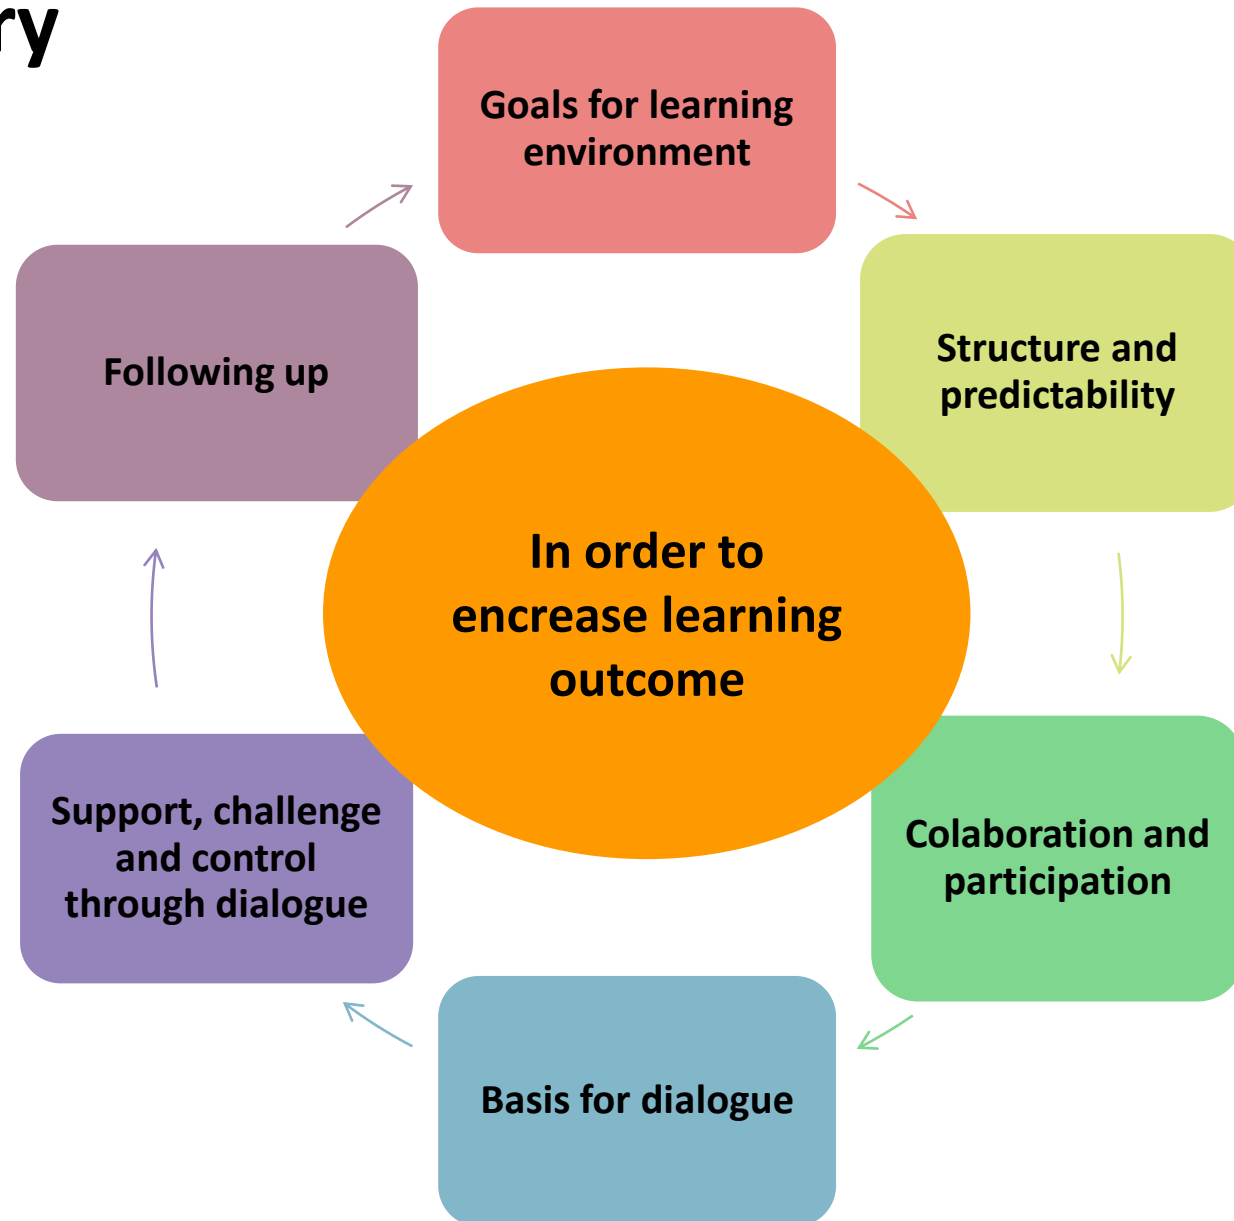 ry
Goals for learning
environment
Structure and
predictability
Following up
In order to
encrease learning
outcome
Colaboration and
participation
Support, challenge
and control
through dialogue
Basis for dialogue